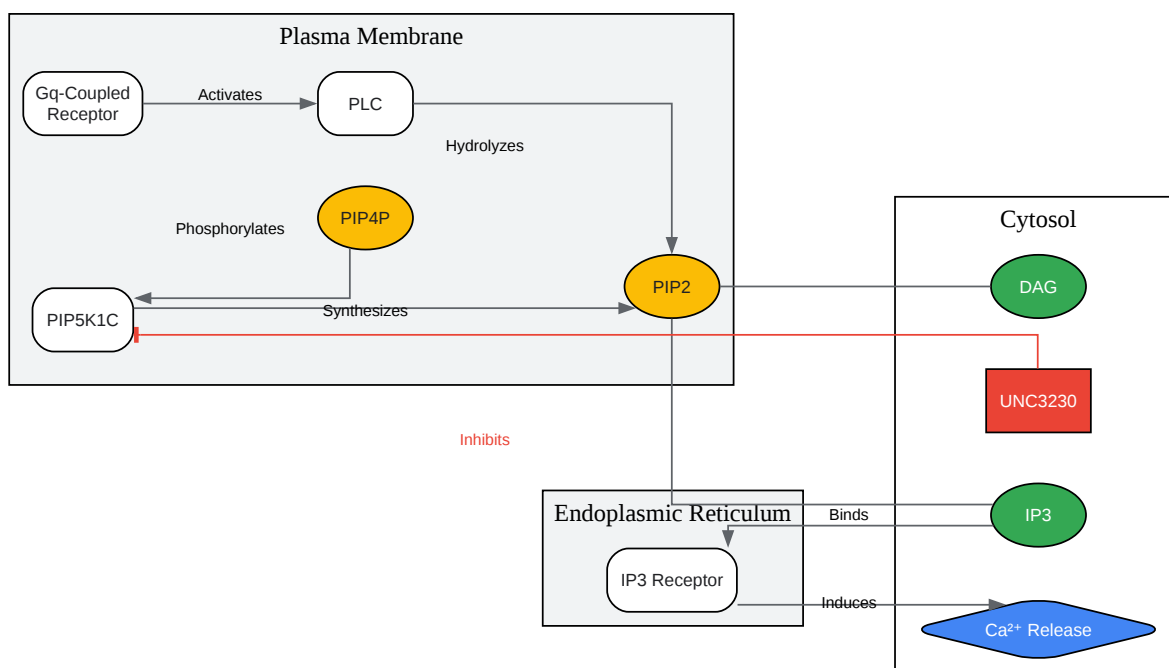 Plasma Membrane
Gq-Coupled
Receptor
Activates
PLC
Hydrolyzes
PIP4P
Phosphorylates
Cytosol
PIP2
DAG
PIP5K1C
Synthesizes
UNC3230
Inhibits
Endoplasmic Reticulum
Binds
IP3
IP3 Receptor
Induces
Ca²⁺ Release